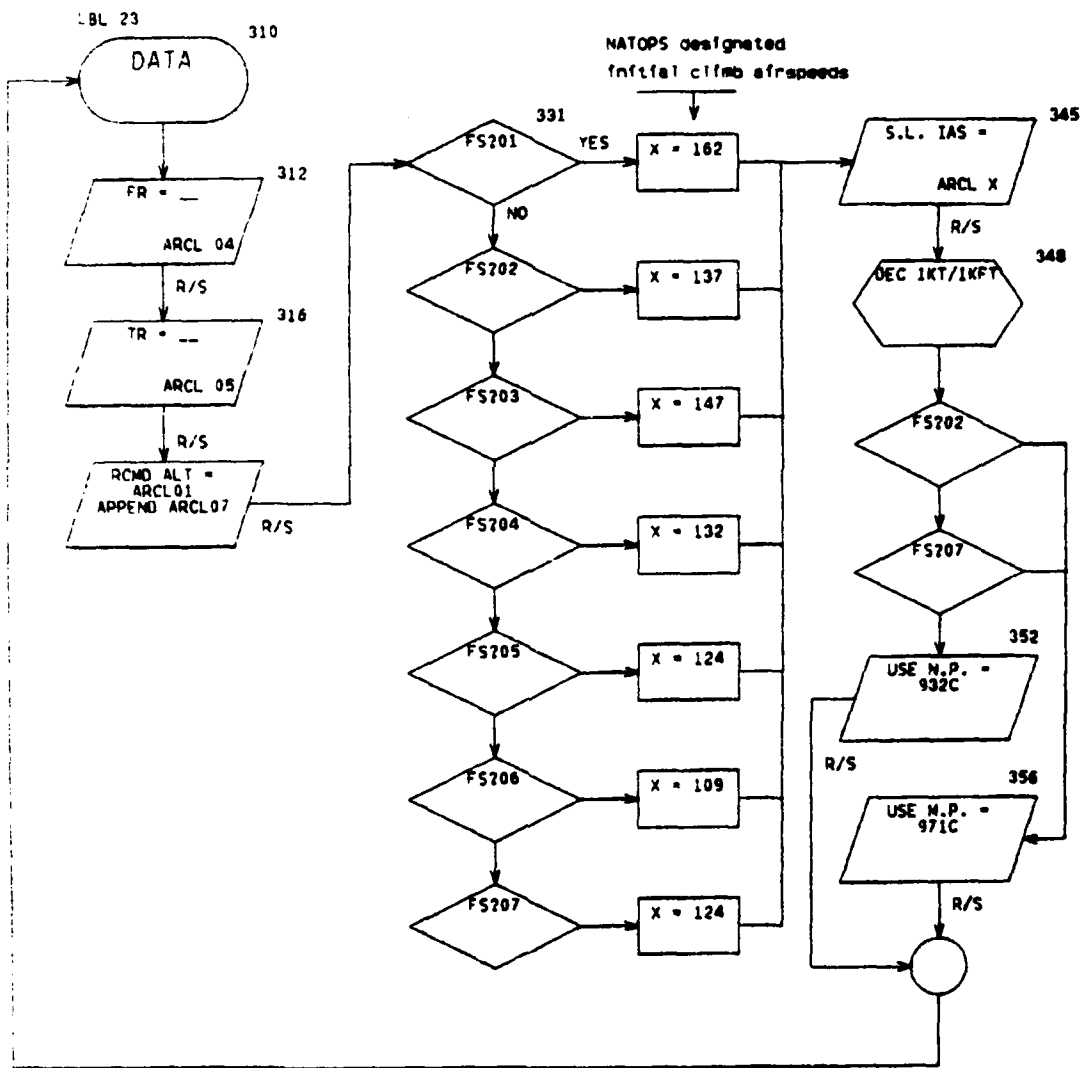 LBL 23
310
DATA
312
FR = __
ARCL 04
R/S
316
TR = __
ARCL 05
R/S
RCMD ALT =
ARCL01
APPEND ARCL07
R/S
NATOPS designated
initial climb airspeeds
331
FS?01
YES
X = 162
NO
FS?02
X = 137
FS?03
X = 147
FS?04
X = 132
FS?05
X = 124
FS?06
X = 109
FS?07
X = 124
345
S.L. IAS =
ARCL X
R/S
348
DEC 1KT/1KFT
FS?02
FS?07
352
USE N.P. =
932C
R/S
356
USE N.P. =
971C
R/S